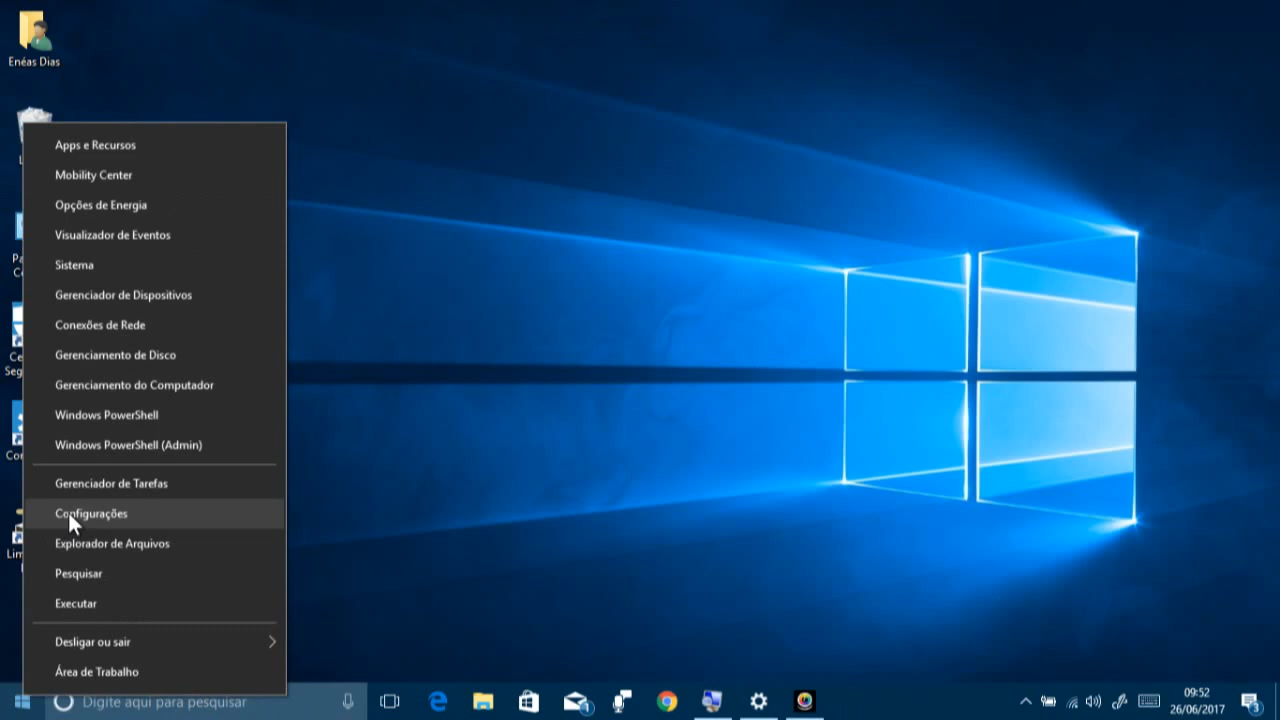 Enéas Dias
Apps e Recursos
Mobility Center
Opções de Energia
Visualizador de Eventos
Sistema
Gerenciador de Dispositivos
Conexões de Rede
Gerenciamento de Disco
Gerenciamento do Computador
Windows PowerShell
Windows PowerShell (Admin)
Gerenciador de Tarefas
Configurações
Explorador de Arquivos
Pesquisar
Executar
Desligar ou sair
Área de Trabalho
Digite aqui para pesquisar
1
09:52
26/06/2017
3